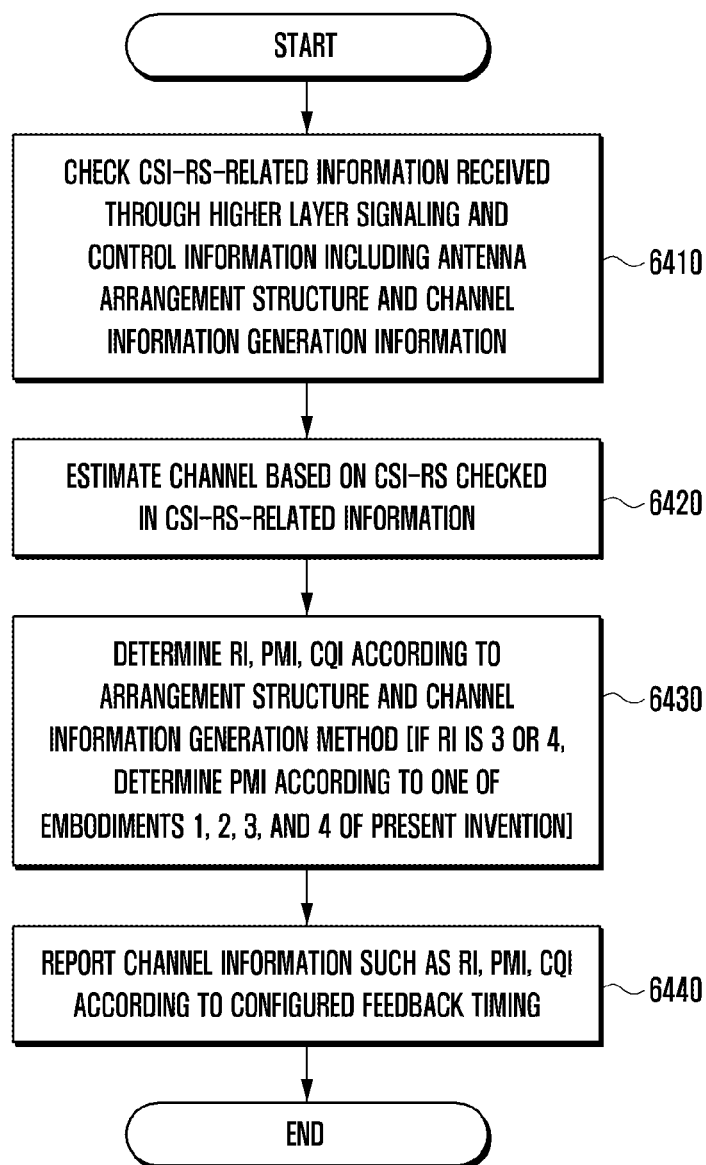 START
CHECK CSI-RS-RELATED INFORMATION RECEIVED
THROUGH HIGHER LAYER SIGNALING AND
CONTROL INFORMATION INCLUDING ANTENNA
ARRANGEMENT STRUCTURE AND CHANNEL
INFORMATION GENERATION INFORMATION
6410
ESTIMATE CHANNEL BASED ON CSI-RS CHECKED
IN CSI-RS-RELATED INFORMATION
6420
DETERMINE RI, PMI, CQI ACCORDING TO
ARRANGEMENT STRUCTURE AND CHANNEL
INFORMATION GENERATION METHOD [IF RI IS 3 OR 4,
DETERMINE PMI ACCORDING TO ONE OF
EMBODIMENTS 1, 2, 3, AND 4 OF PRESENT INVENTION]
6430
REPORT CHANNEL INFORMATION SUCH AS RI, PMI, CQI
ACCORDING TO CONFIGURED FEEDBACK TIMING
6440
END